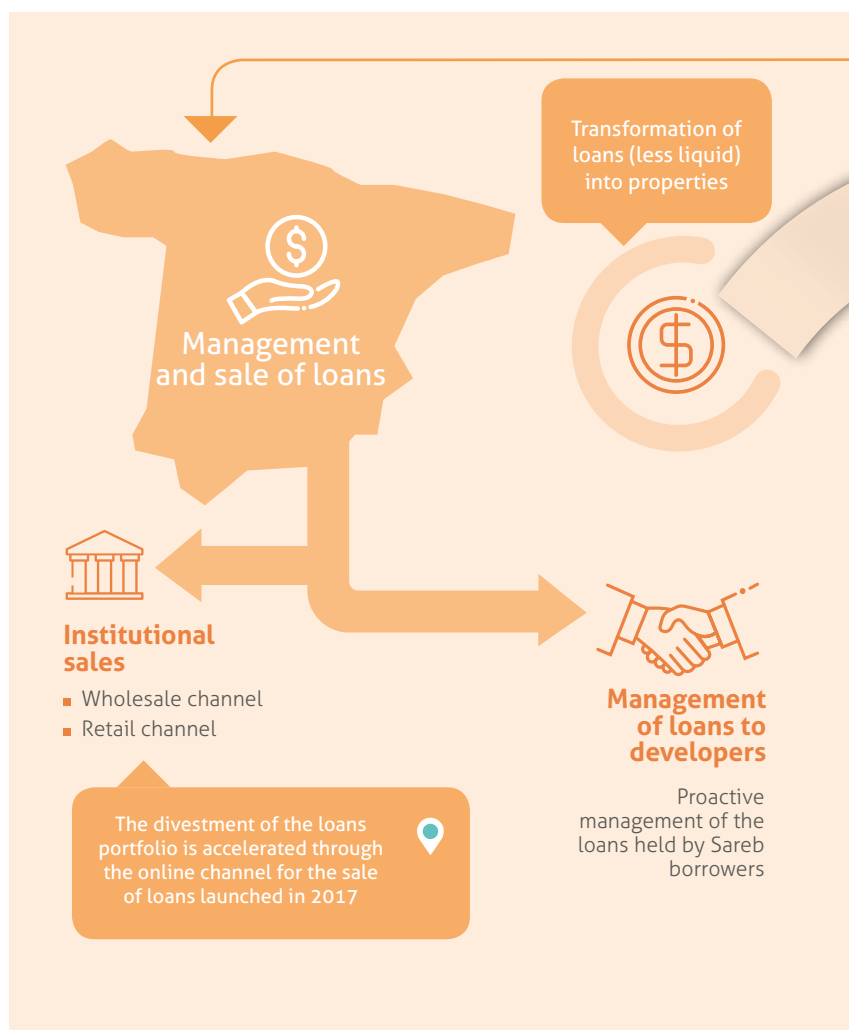 Transformation of
loans (less liquid)
into properties
Management
and sale of loans
Institutional
sales
Wholesale channel
Retail channel
The divestment of the loans
portfolio is accelerated through
the online channel for the sale
of loans launched in 2017
Management
of loans to
developers
Proactive
management of the
loans held by Sareb
borrowers